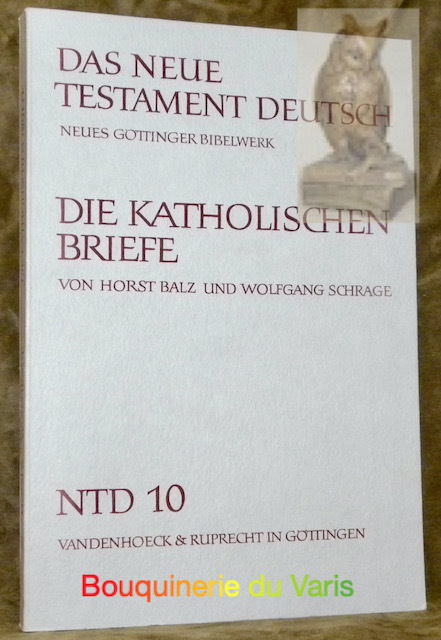 DAS NEUE
TESTAMENT DEUTSCH
NEUES GÖTTINGER BIBELWERK
DIE KATHOLISCHEN
BRIEFE
VON HORST BALZ UND WOLFGANG SCHRAGE
NTD 10
VANDENHOECK & RUPRECHT IN GÖTTINGEN
Bouquinerie du Varis